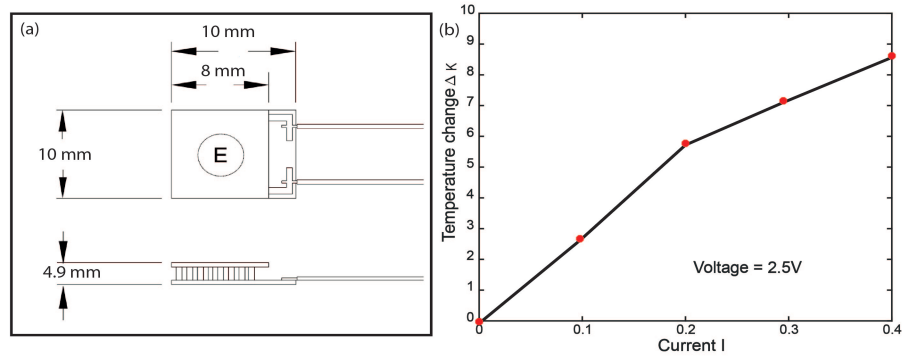 (a)
10 mm
8 mm
10 mm
E
4.9 mm
(b)
10
9
8
7
6
5
4
3
2
1
0
Temperature change Δ K
Voltage = 2.5V
0
0.1
0.2
0.3
0.4
Current I